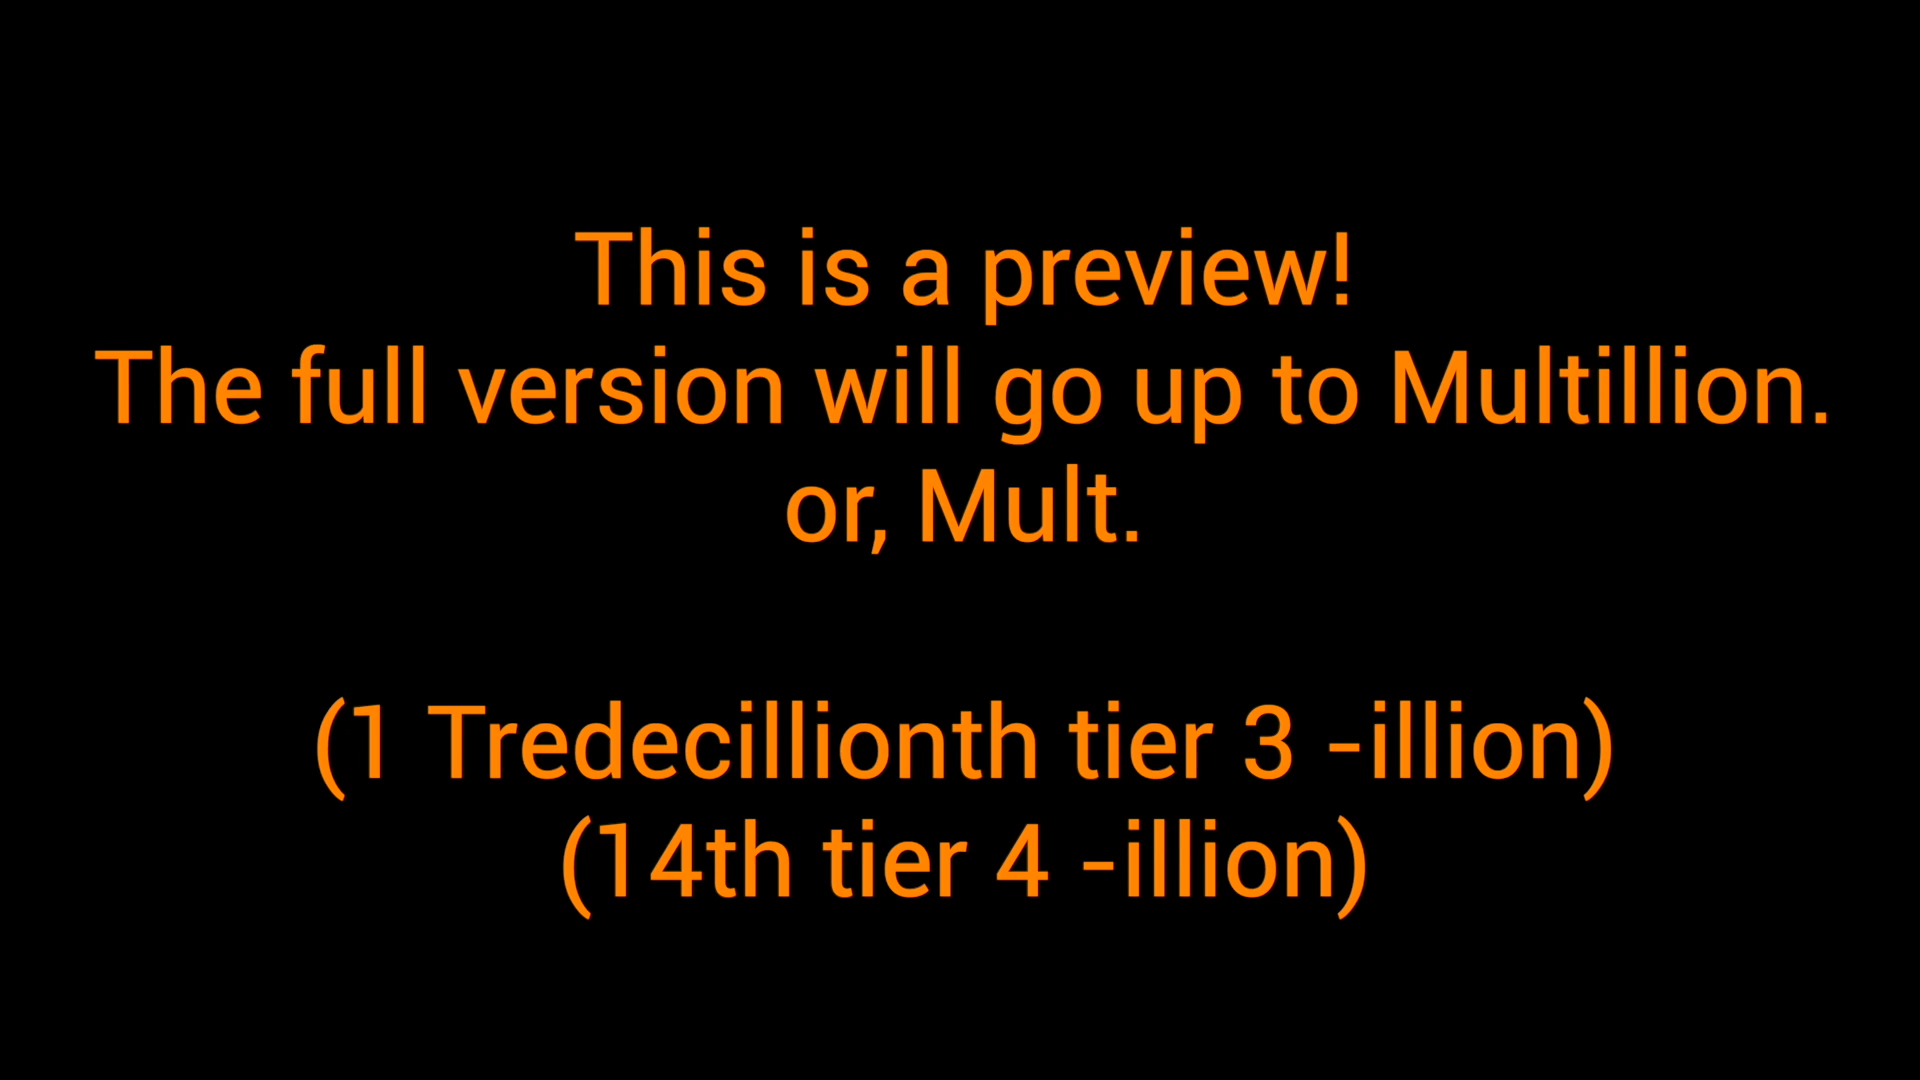 This is a preview!
The full version will go up to Multillion.
or, Mult.
(1 Tredecillionth tier 3 -illion)
(14th tier 4 -illion)